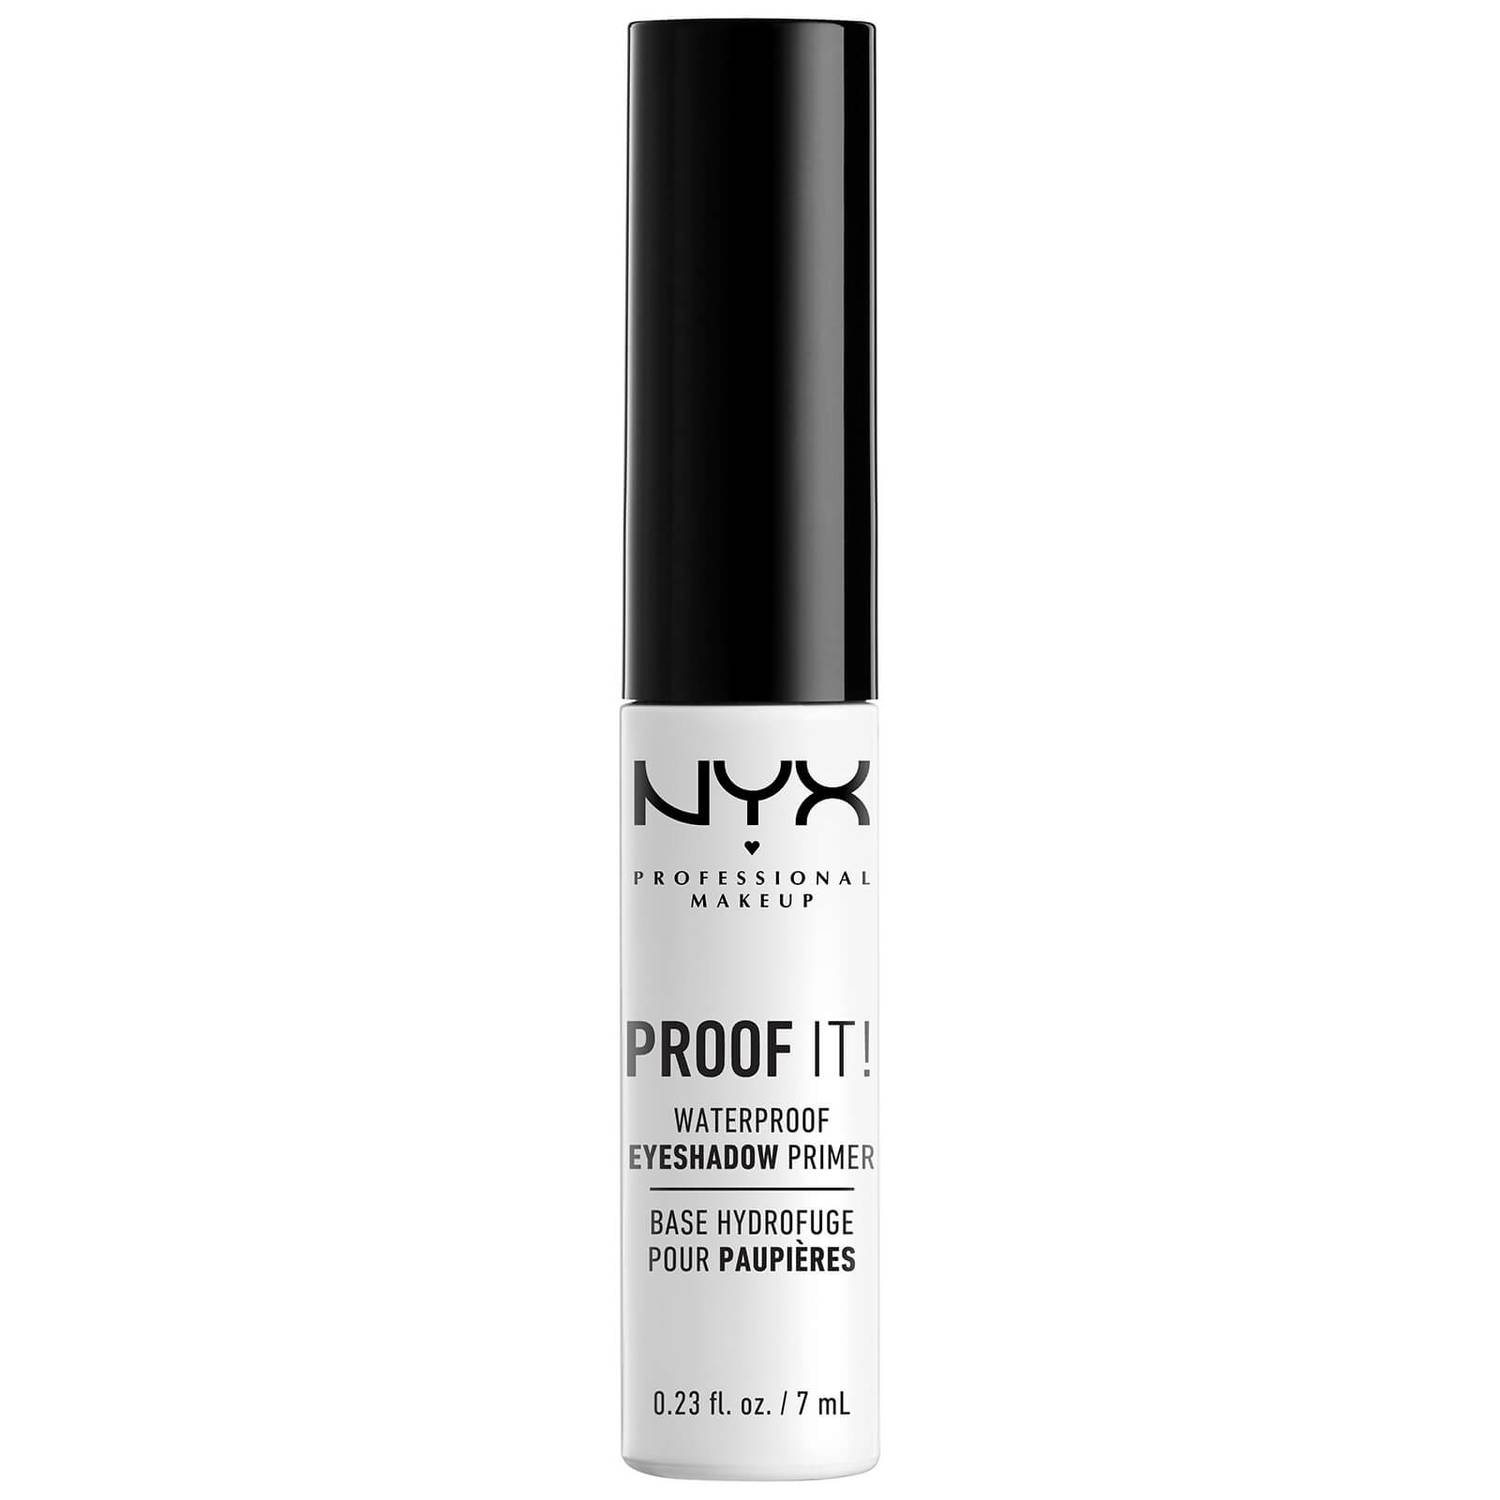 NYX
PROFESSIONAL
MAKEUP
PROOF IT!
WATERPROOF
EYESHADOW PRIMER
BASE HYDROFUGE
POUR PAUPIÈRES
0.23 fl. oz. / 7 mL